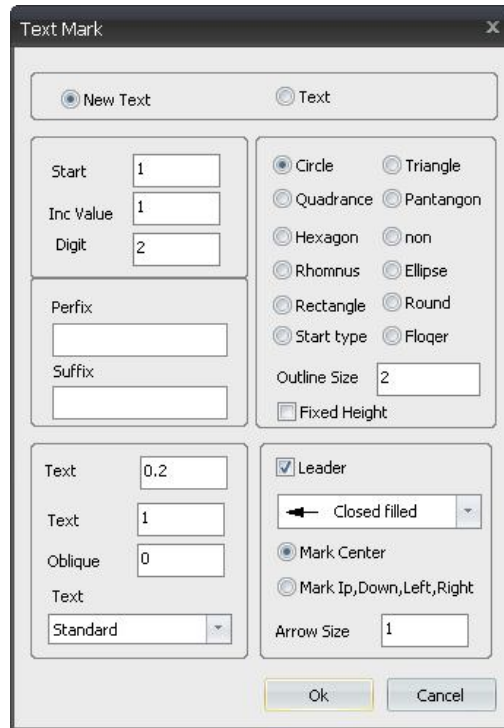 Text Mark
New Text
Text
Start 1
Inc Value 1
Digit 2
Perfix
Suffix
Circle Triangle
Quadrance Pantangon
Hexagon non
Rhomnus Ellipse
Rectangle Round
Start type Floqer
Outline Size 2
Fixed Height
Text 0.2
Text 1
Oblique 0
Text
Standard
Leader
Closed filled
Mark Center
Mark Ip,Down,Left,Right
Arrow Size 1
Ok
Cancel